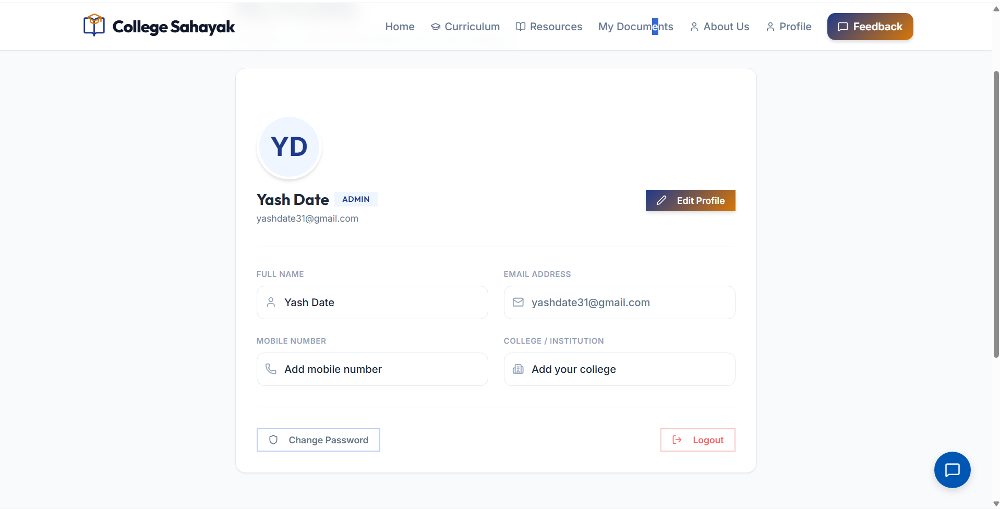 College Sahayak
Home Curriculum Resources My Documents About Us Profile Feedback
YD
Yash Date ADMIN
yashdate31@gmail.com
Edit Profile
FULL NAME
Yash Date
EMAIL ADDRESS
yashdate31@gmail.com
MOBILE NUMBER
Add mobile number
COLLEGE / INSTITUTION
Add your college
Change Password
Logout